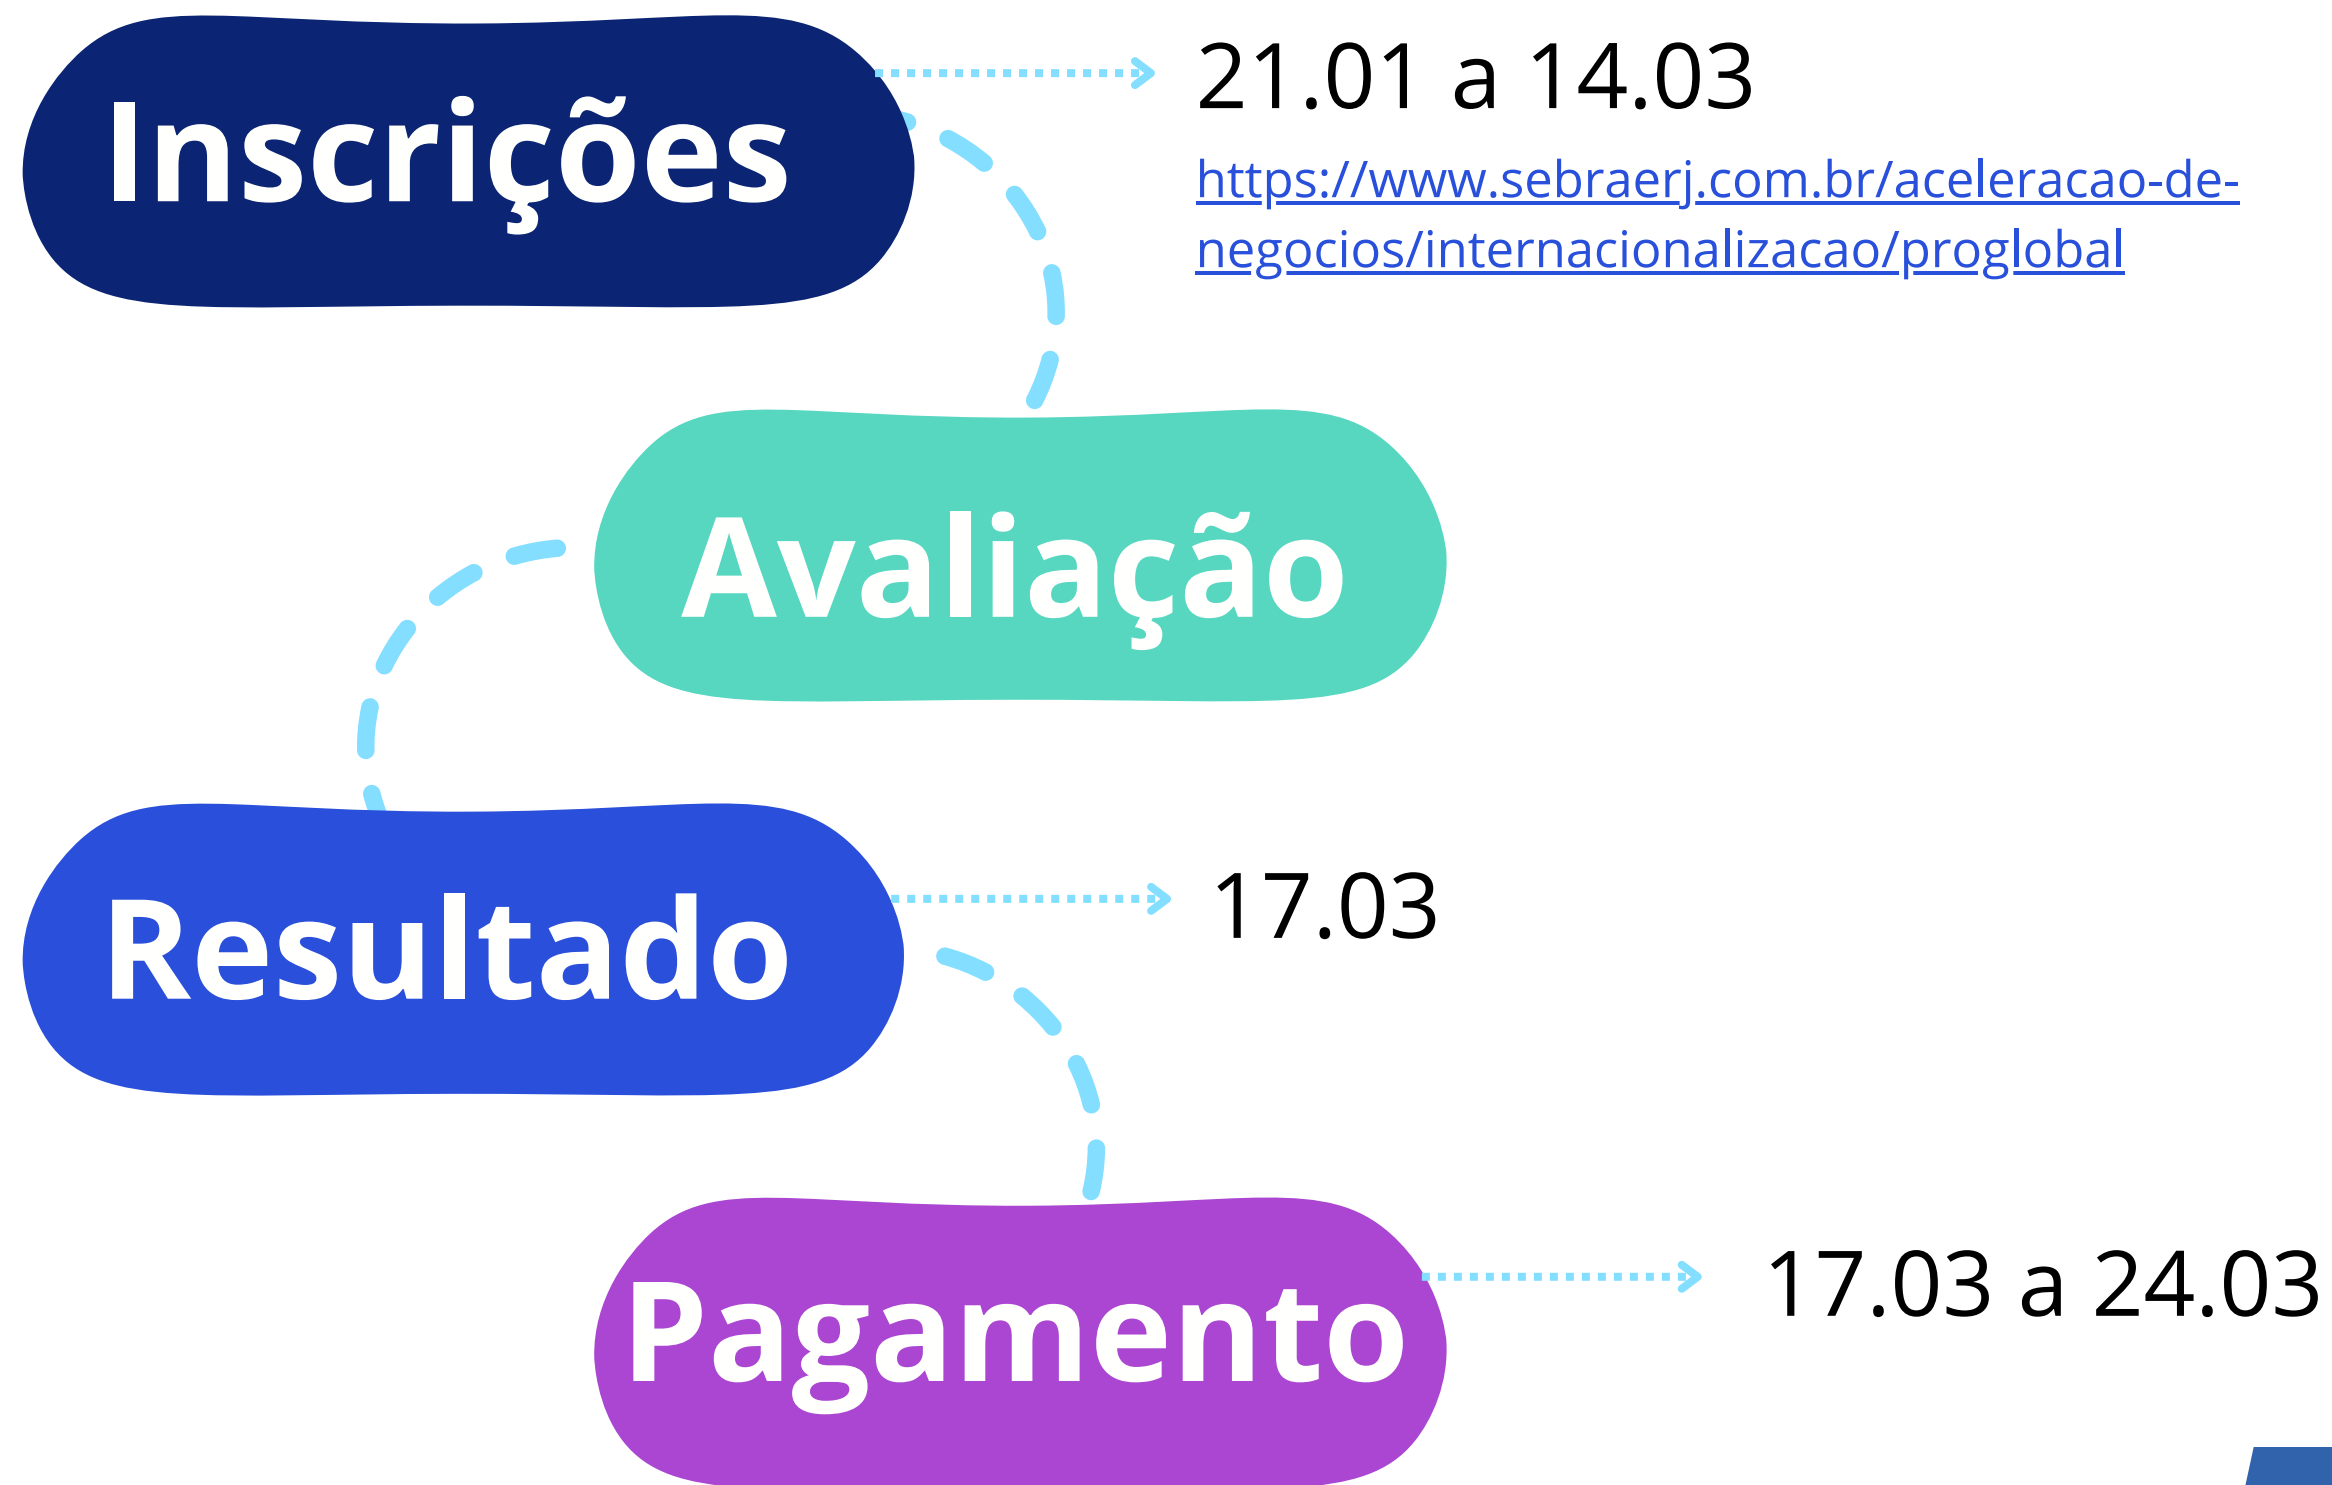 Inscrições
21.01 a 14.03
https://www.sebraerj.com.br/aceleracao-de-
negocios/internacionalizacao/proglobal
Avaliação
Resultado
17.03
Pagamento
17.03 a 24.03